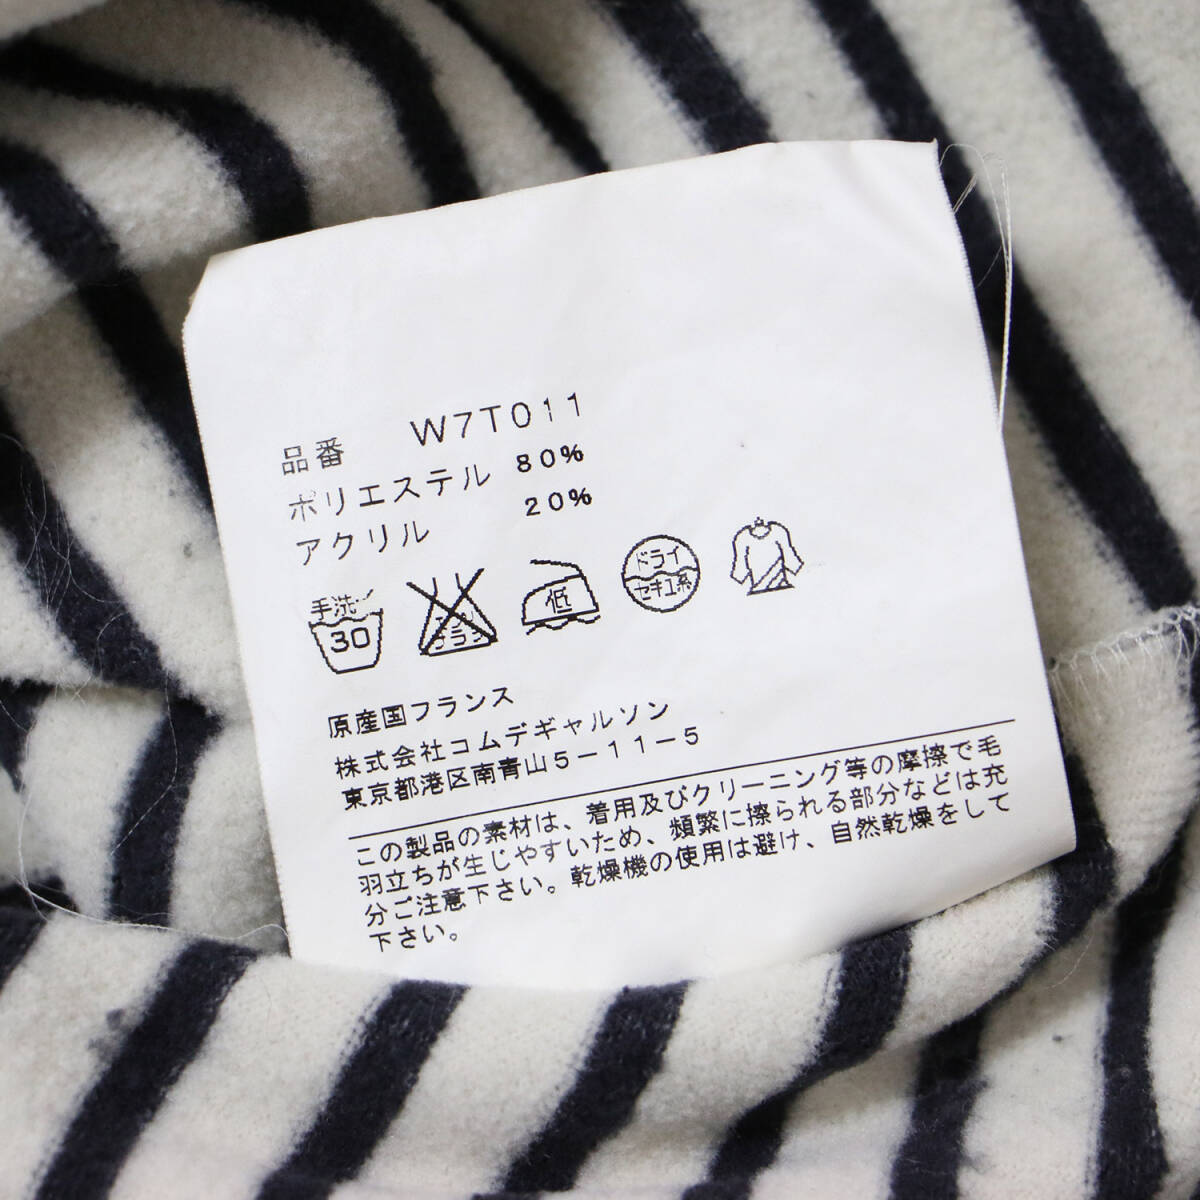 品番 W7T011
ポリエステル 80%
アクリル 20%
手洗イ
30
低
ドライ
セキユ系
原産国フランス
株式会社コムデギャルソン
東京都港区南青山5-11-5
この製品の素材は、着用及びクリーニング等の摩擦で毛
羽立ちが生じやすいため、頻繁に擦られる部分などは充
分ご注意下さい。乾燥機の使用は避け、自然乾燥をして
下さい。